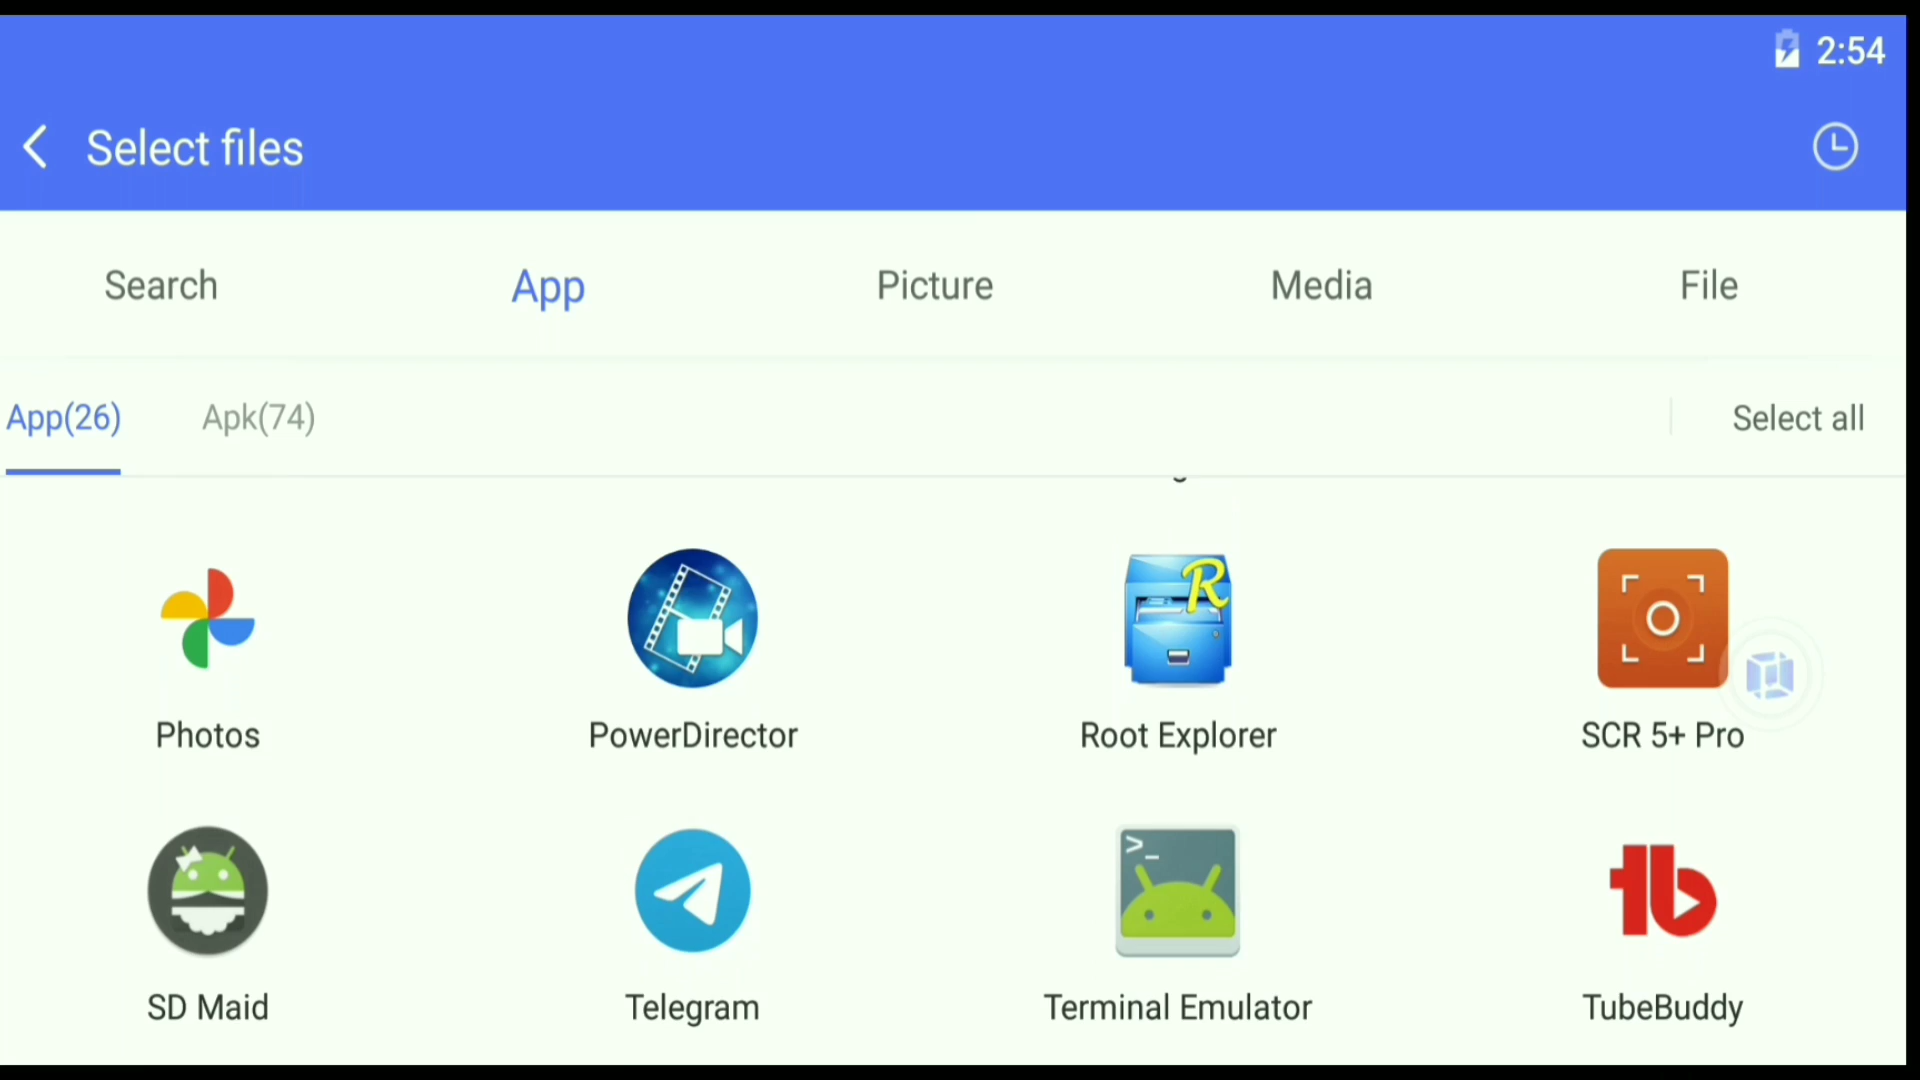 2:54
Select files
Search App Picture Media File
App(26) Apk(74) Select all
Photos PowerDirector Root Explorer SCR 5+ Pro
SD Maid Telegram Terminal Emulator TubeBuddy